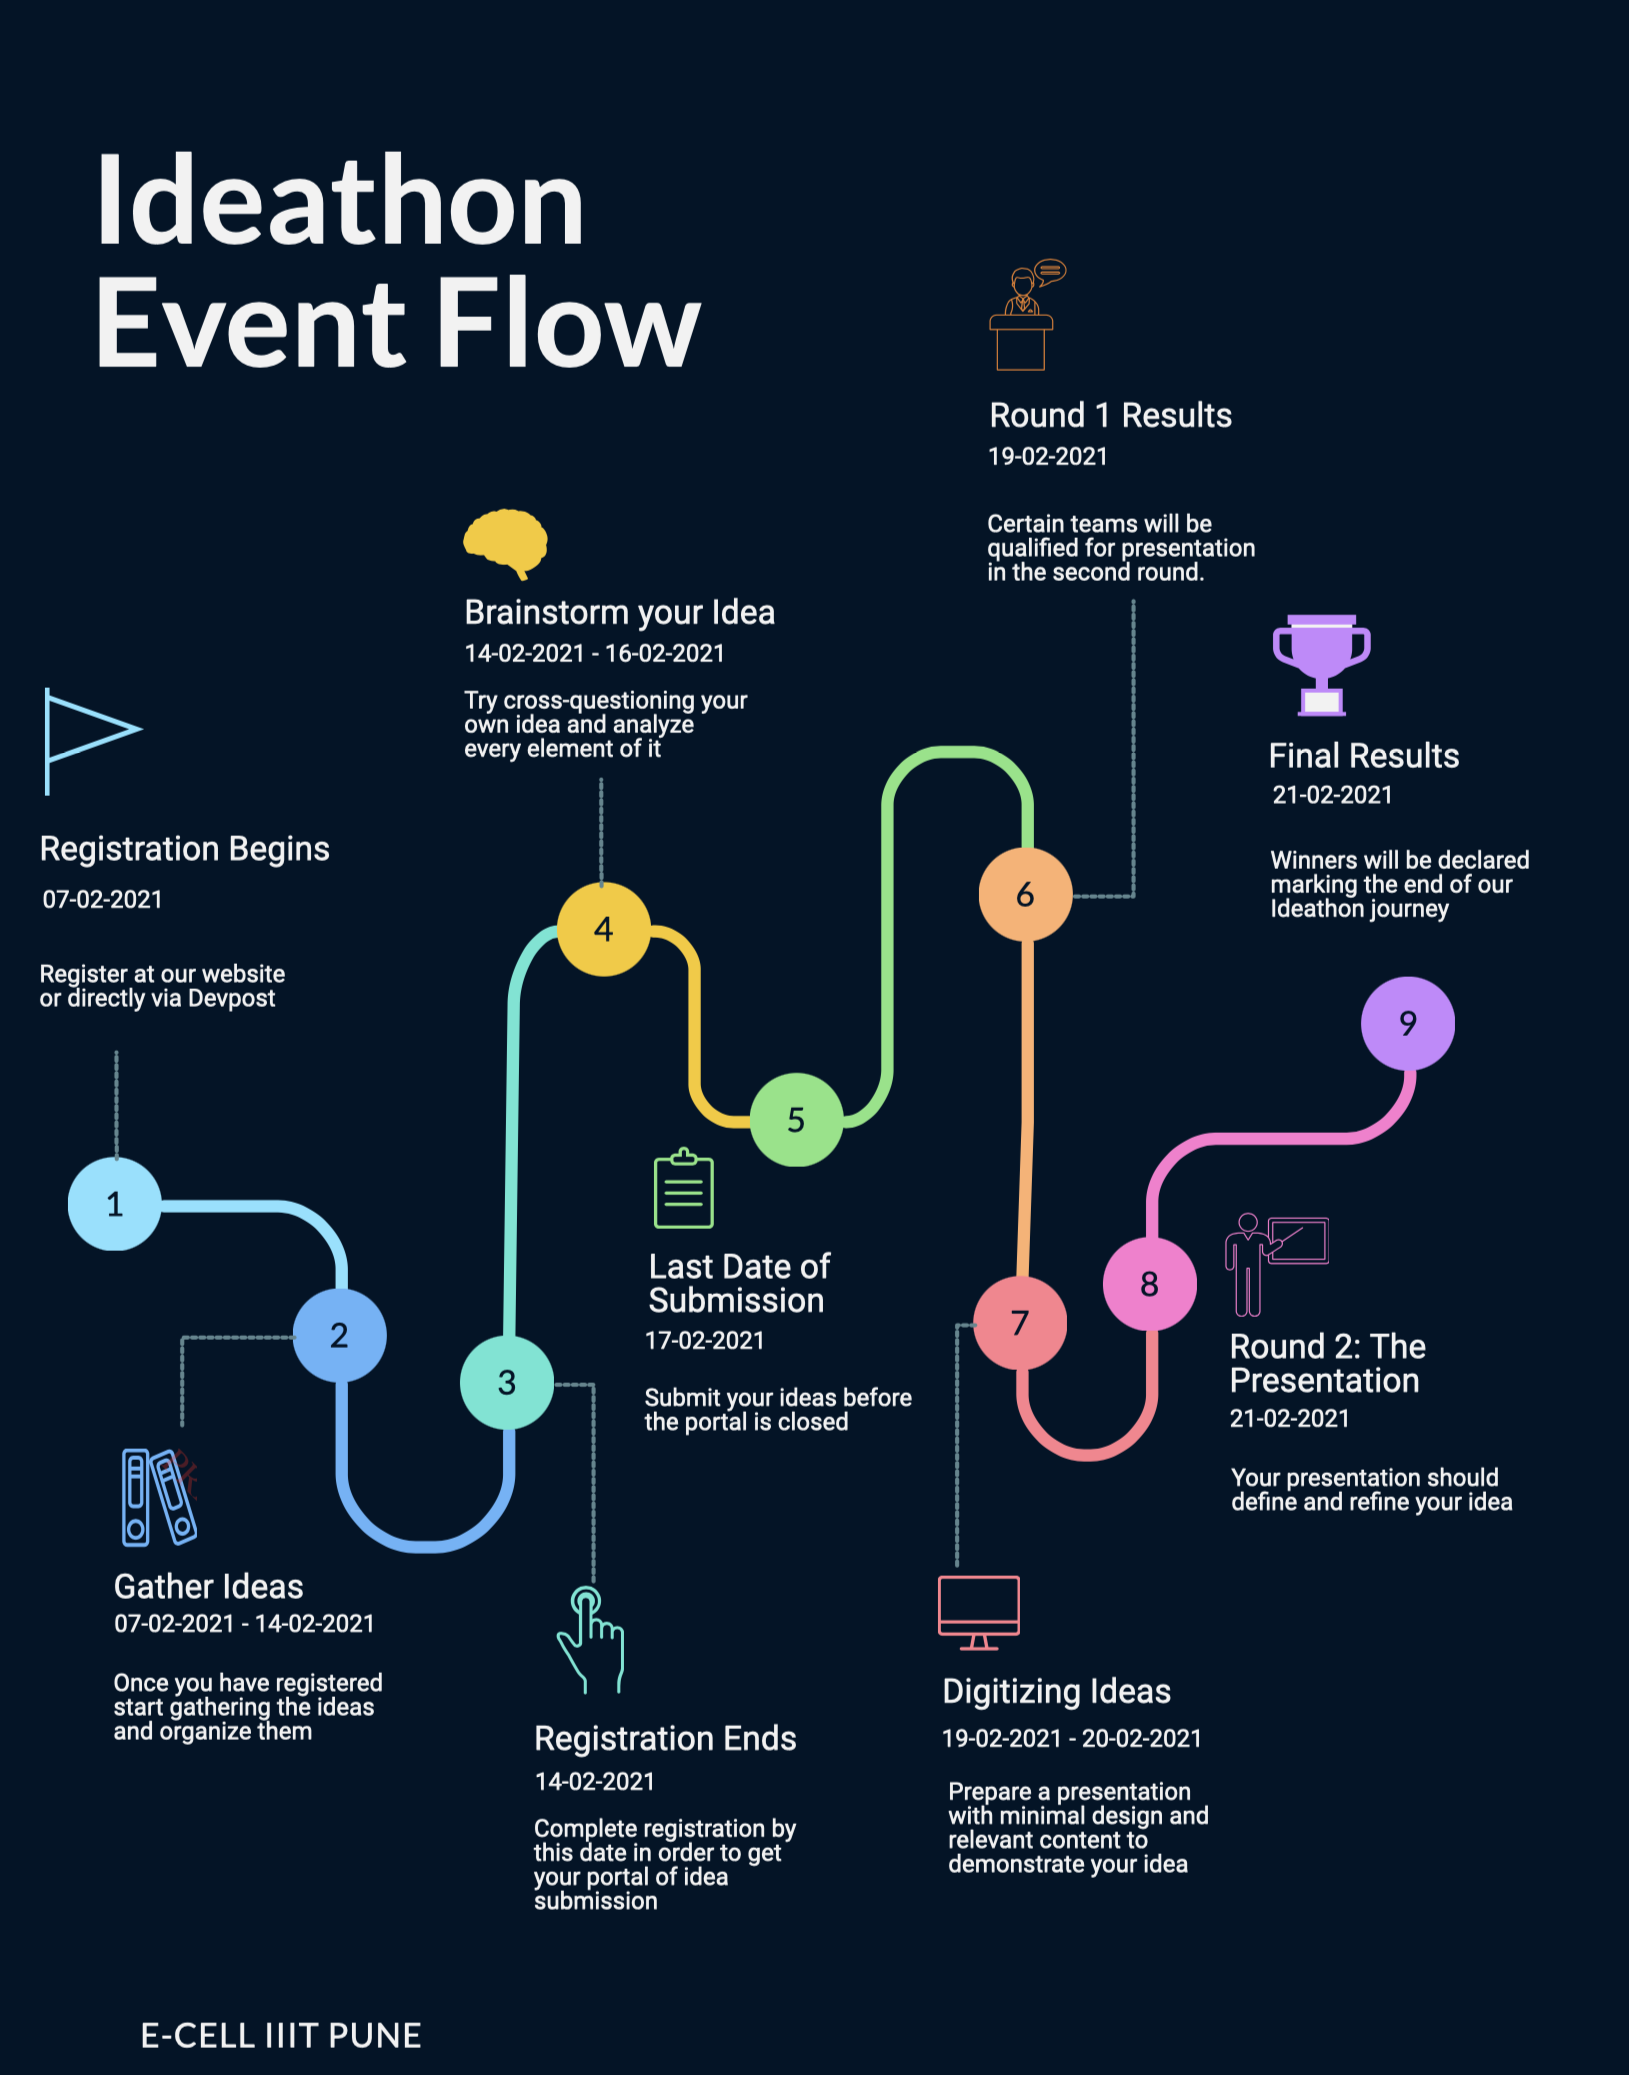 Ideathon
Event Flow
Registration Begins
07-02-2021
Register at our website
or directly via Devpost
1
2
Gather Ideas
07-02-2021 - 14-02-2021
Once you have registered
start gathering the ideas
and organize them
3
Registration Ends
14-02-2021
Complete registration by
this date in order to get
your portal of idea
submission
Brainstorm your Idea
14-02-2021 - 16-02-2021
Try cross-questioning your
own idea and analyze
every element of it
4
5
Last Date of
Submission
17-02-2021
Submit your ideas before
the portal is closed
Round 1 Results
19-02-2021
Certain teams will be
qualified for presentation
in the second round.
6
7
Digitizing Ideas
19-02-2021 - 20-02-2021
Prepare a presentation
with minimal design and
relevant content to
demonstrate your idea
8
Round 2: The
Presentation
21-02-2021
Your presentation should
define and refine your idea
Final Results
21-02-2021
Winners will be declared
marking the end of our
Ideathon journey
9
E-CELL IIIT PUNE